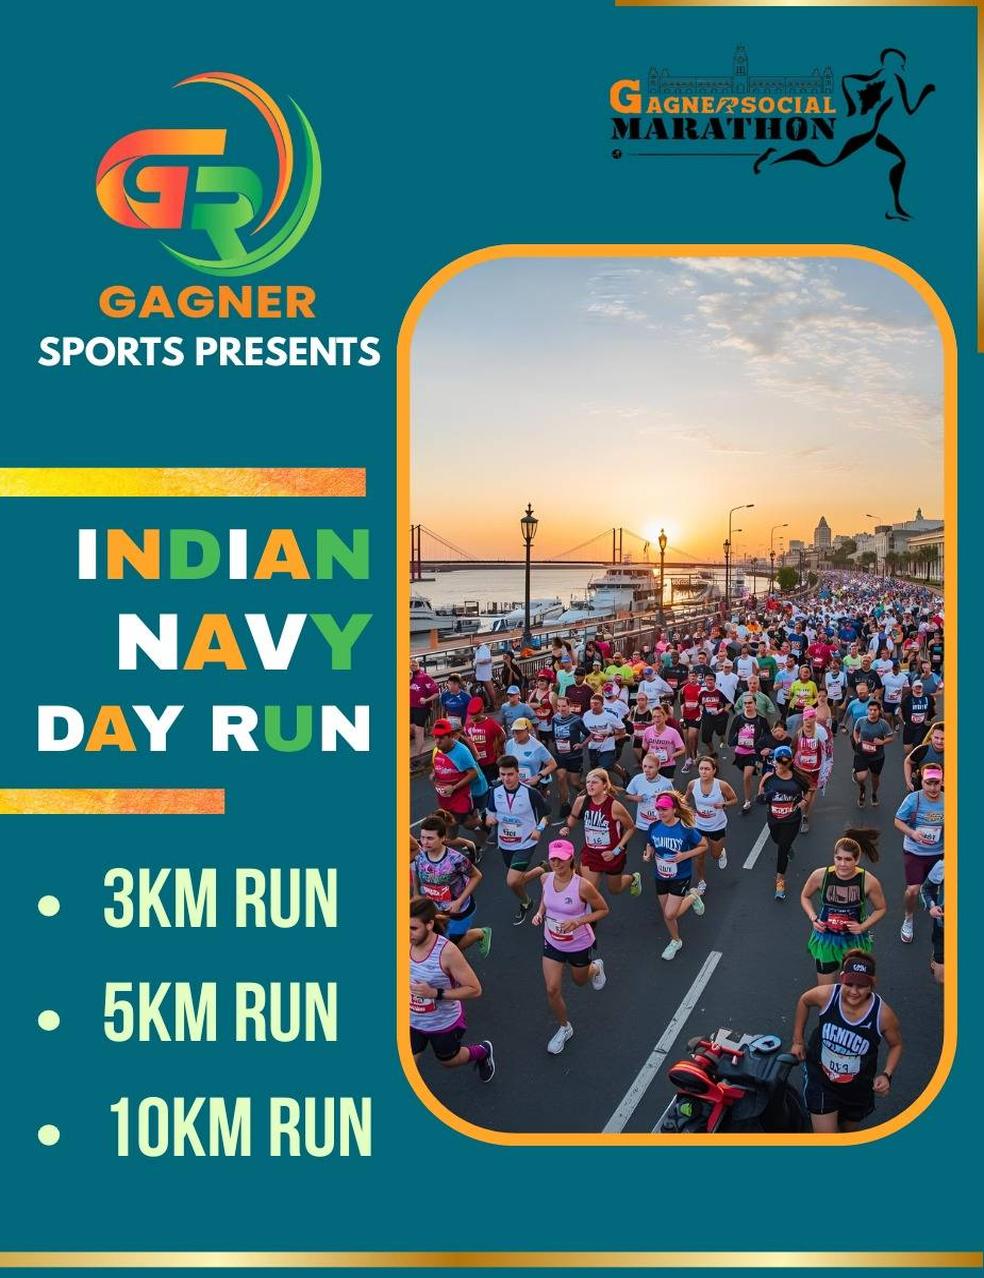 GR
GAGNER
SPORTS PRESENTS
GAGNERSOCIAL
MARATHON
INDIAN
NAVY
DAY RUN
• 3KM RUN
• 5KM RUN
• 10KM RUN